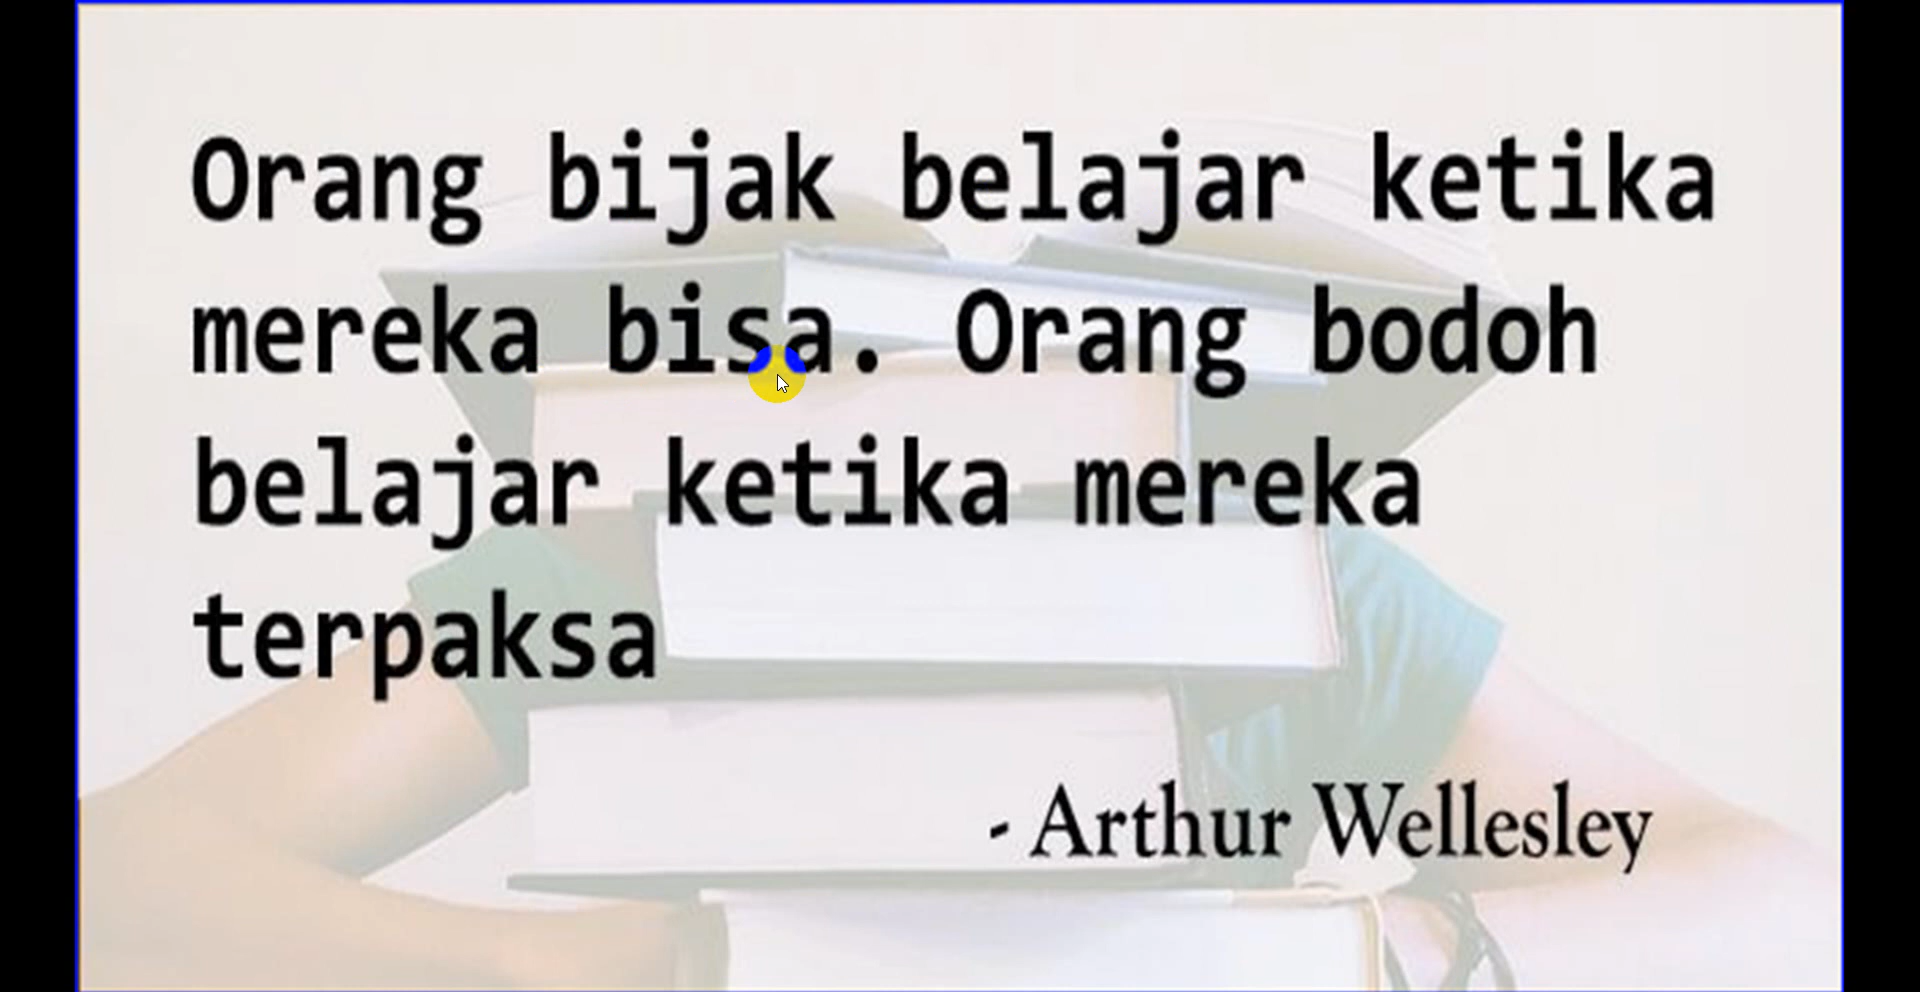 Orang bijak belajar ketika
mereka bisa. Orang bodoh
belajar ketika mereka
terpaksa
- Arthur Wellesley